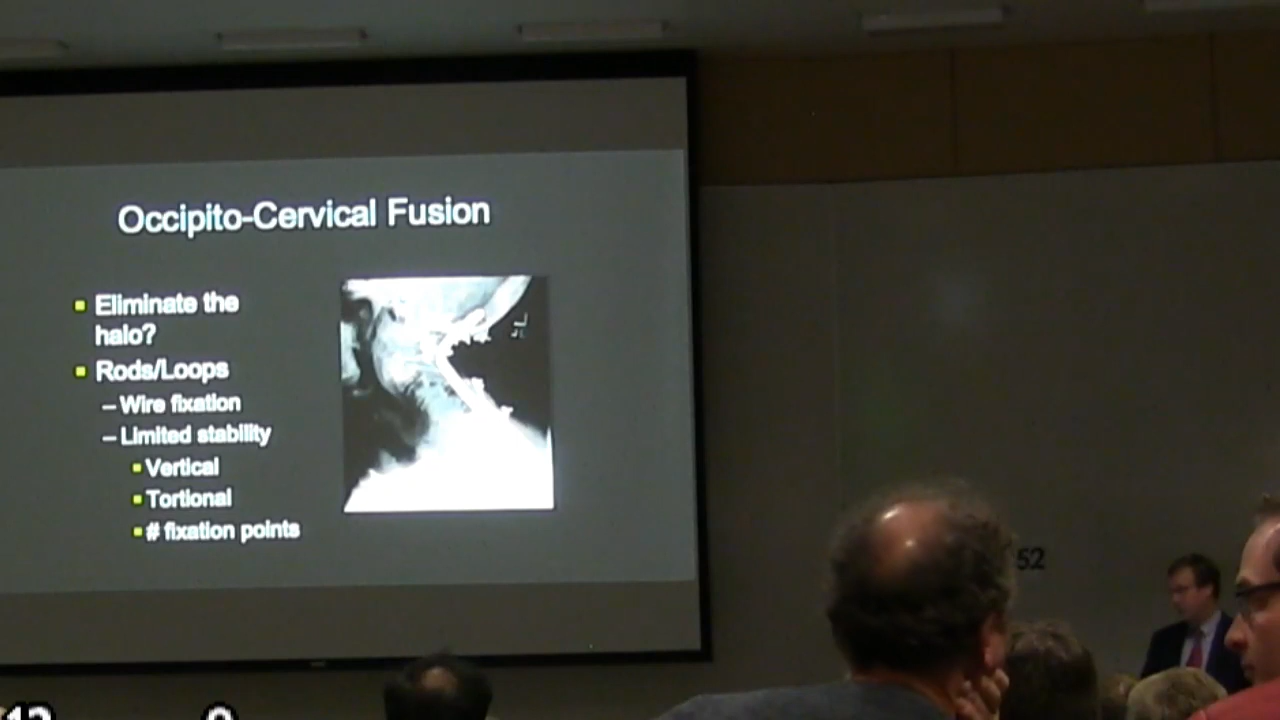 Occipito-Cervical Fusion
Eliminate the
halo?
Rods/Loops
– Wire fixation
– Limited stability
Vertical
Tortional
# fixation points
52